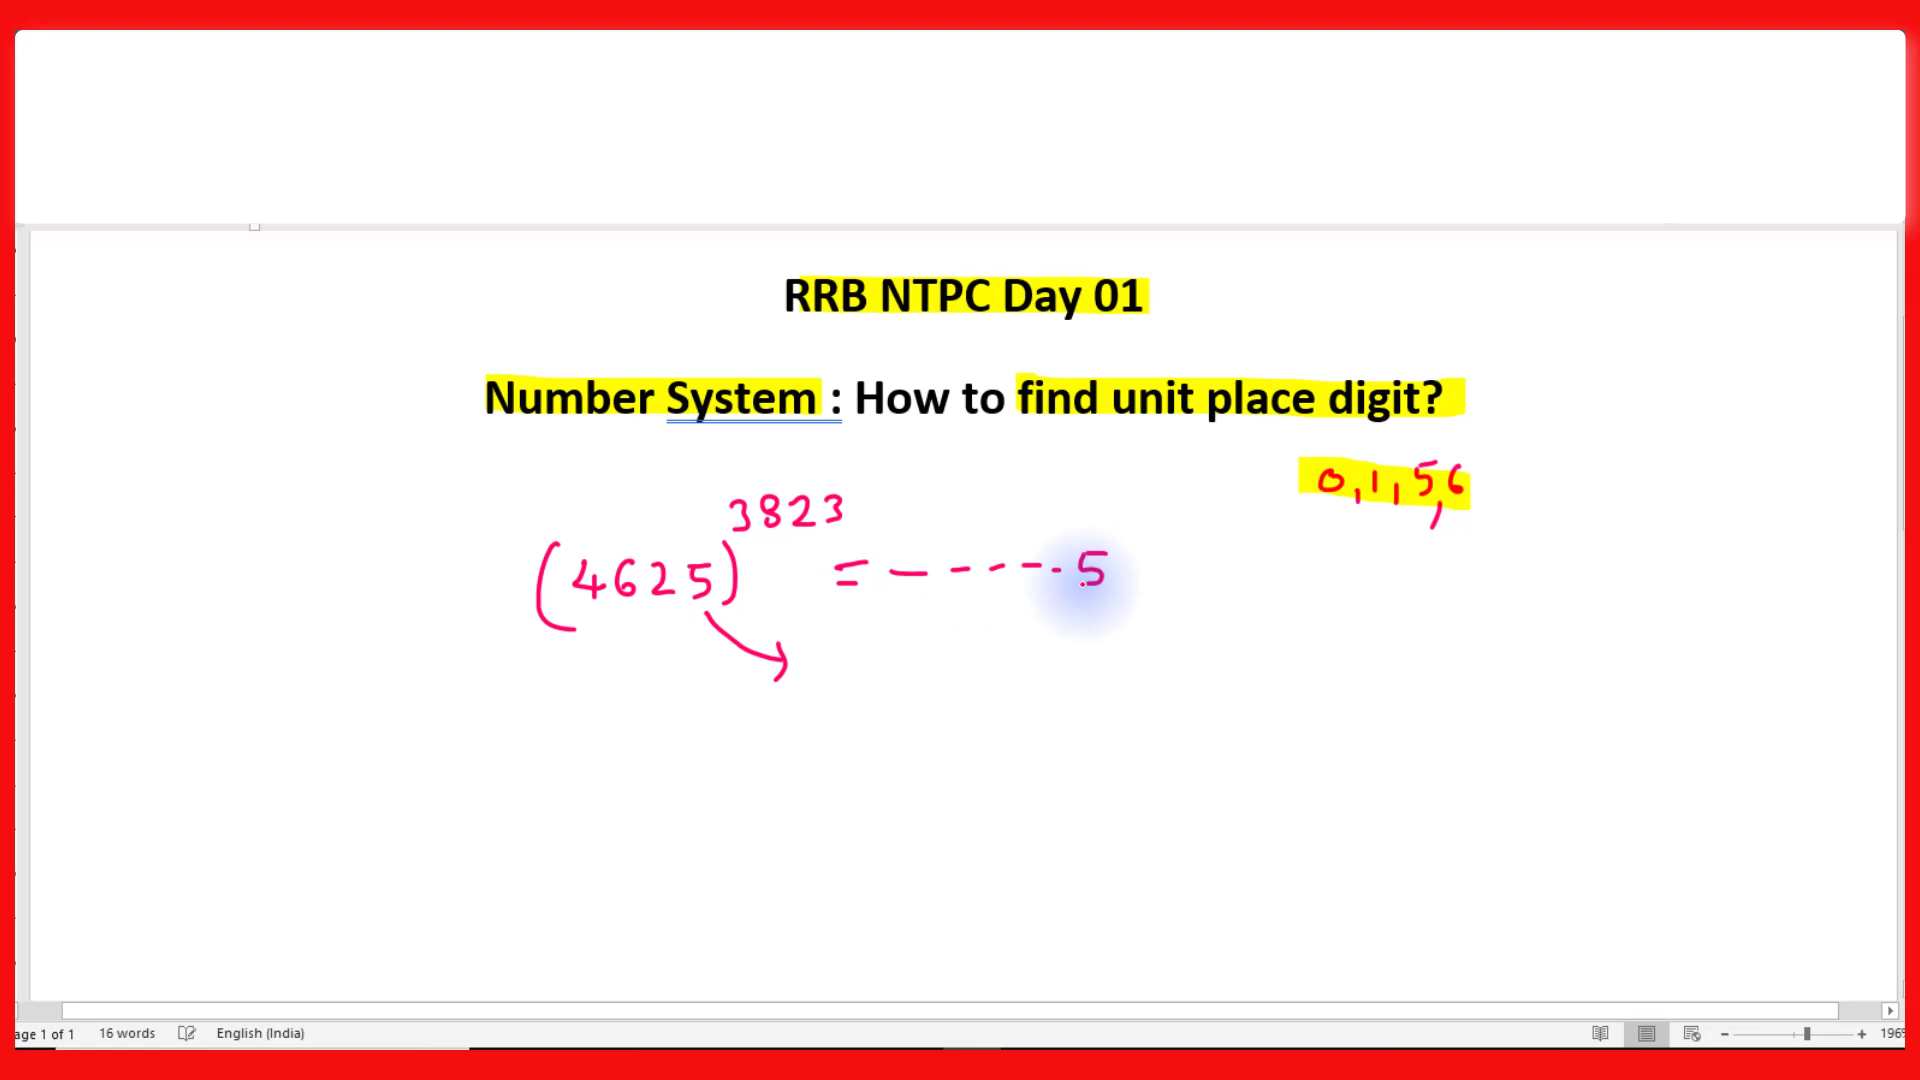 RRB NTPC Day 01
Number System : How to find unit place digit?
0,1,5,6
(4625)^3823 = - - - - - - 5
age 1 of 1 16 words English (India) - + 196%